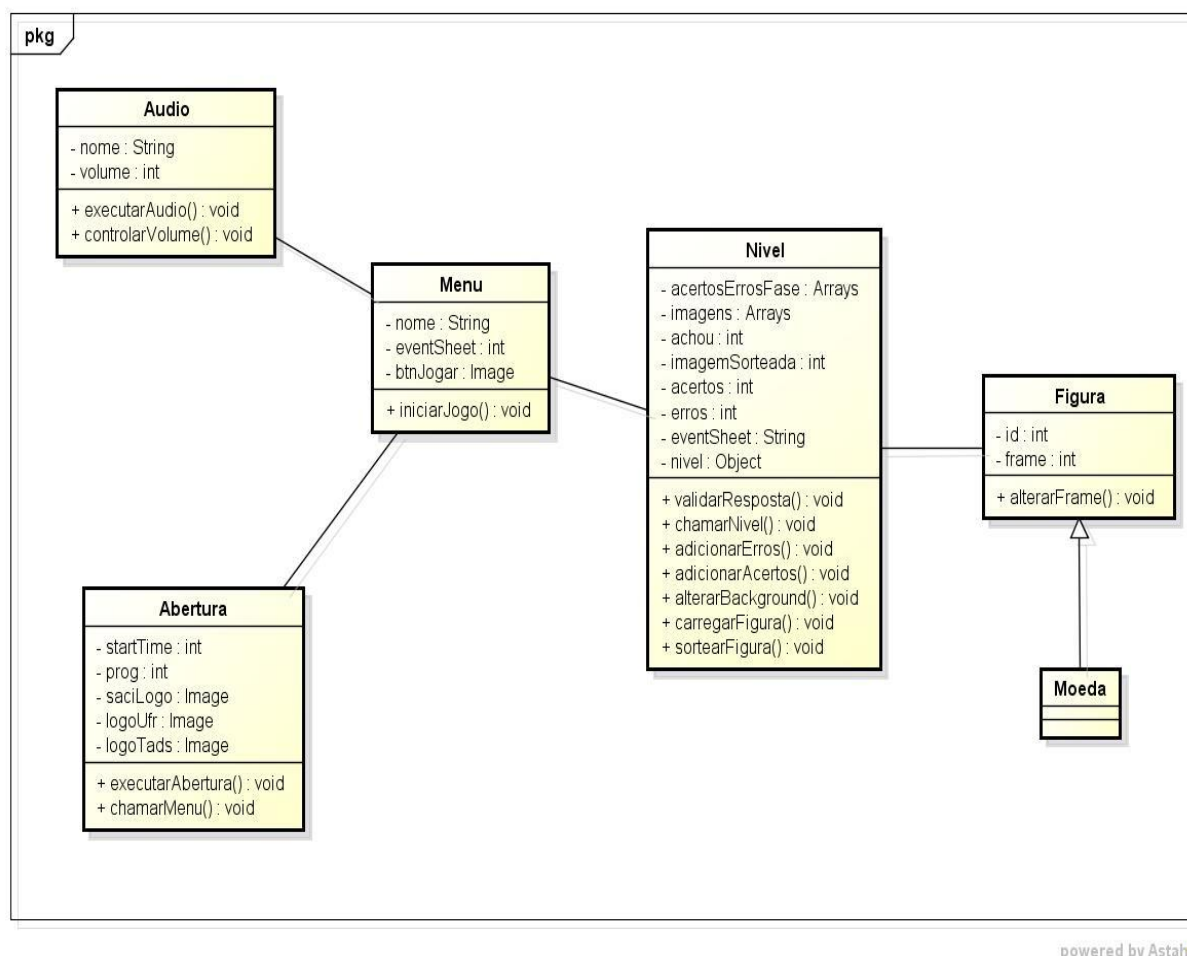 pkg
Audio
- nome : String
- volume : int
+ executarAudio() : void
+ controlarVolume() : void
Menu
- nome : String
- eventSheet : int
- btnJogar : Image
+ iniciarJogo() : void
Nivel
- acertosErrosFase : Arrays
- imagens : Arrays
- achou : int
- imagemSorteada : int
- acertos : int
- erros : int
- eventSheet : String
- nivel : Object
+ validarResposta() : void
+ chamarNivel() : void
+ adicionarErros() : void
+ adicionarAcertos() : void
+ alterarBackground() : void
+ carregarFigura() : void
+ sortearFigura() : void
Figura
- id : int
- frame : int
+ alterarFrame() : void
Abertura
- startTime : int
- prog : int
- saciLogo : Image
- logoUfr : Image
- logoTads : Image
+ executarAbertura() : void
+ chamarMenu() : void
Moeda
powered by Astah